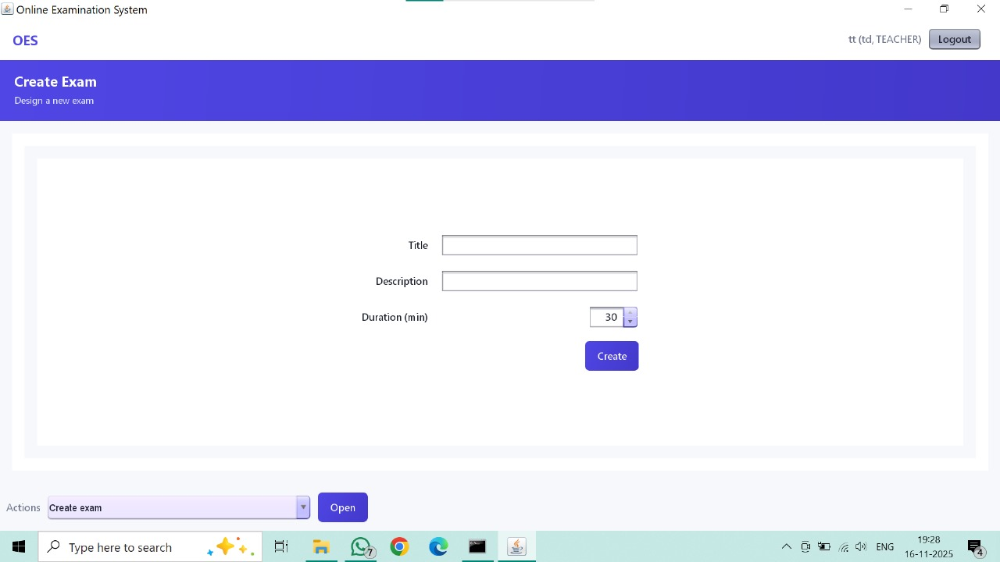 Online Examination System
OES
tt (td, TEACHER) Logout
Create Exam
Design a new exam
Title
Description
Duration (min) 30
Create
Actions Create exam Open
Type here to search
7
ENG
19:28
16-11-2025
4